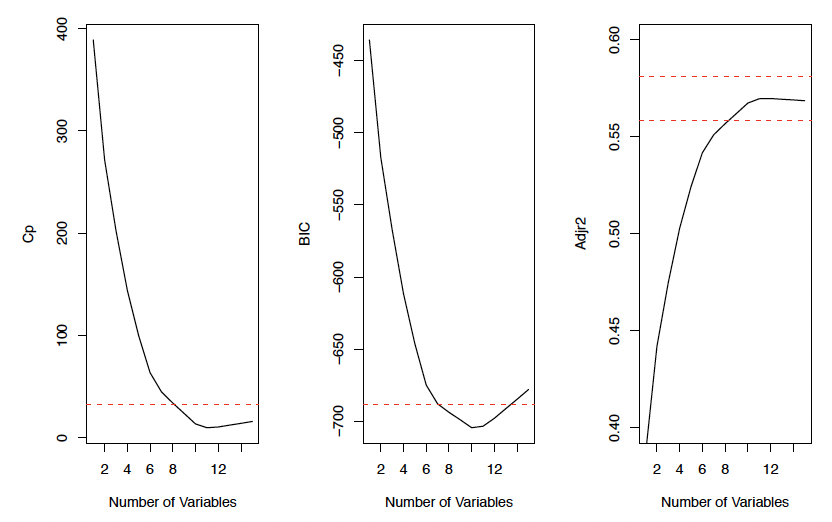 Cp
0
100
200
300
400
2 4 6 8 12
Number of Variables
BIC
-700
-650
-600
-550
-500
-450
2 4 6 8 12
Number of Variables
Adjr2
0.40
0.45
0.50
0.55
0.60
2 4 6 8 12
Number of Variables